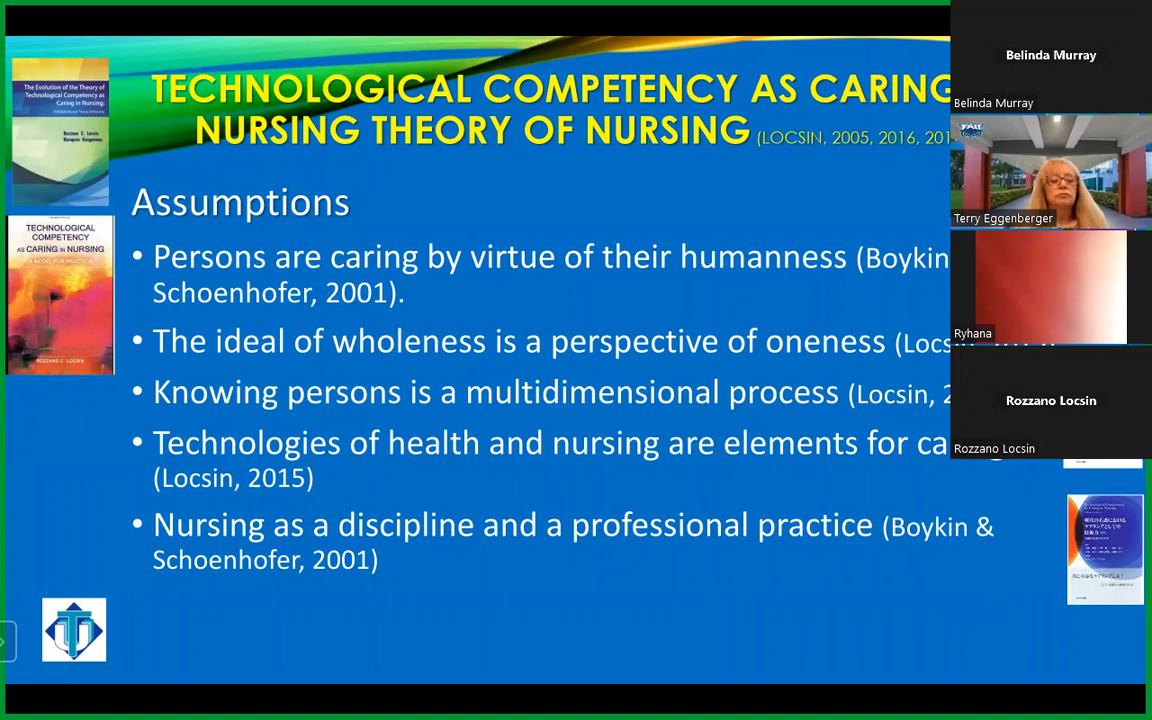 TECHNOLOGICAL COMPETENCY AS CARING
NURSING THEORY OF NURSING (LOCSIN, 2005, 2016,
Assumptions
• Persons are caring by virtue of their humanness (Boykin
Schoenhofer, 2001).
• The ideal of wholeness is a perspective of oneness
• Knowing persons is a multidimensional process (Locsin,
• Technologies of health and nursing are elements for
(Locsin, 2015)
• Nursing as a discipline and a professional practice (Boykin &
Schoenhofer, 2001)
The Evolution of the Theory of
Technological Competency as
Caring in Nursing:
Rozzano C. Locsin
TECHNOLOGICAL
COMPETENCY
AS CARING IN NURSING
A MODEL FOR PRACTICE
ROZZANO C. LOCSIN
Belinda Murray
Belinda Murray
FAU
Terry Eggenberger
Ryhana
Rozzano Locsin
Rozzano Locsin